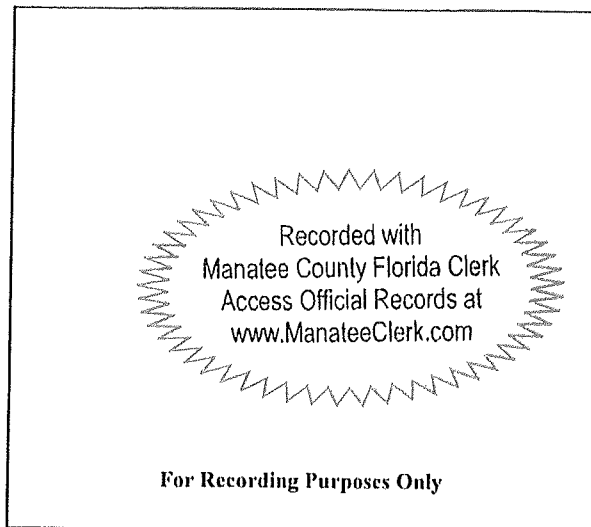 Recorded with
Manatee County Florida Clerk
Access Official Records at
www.ManateeClerk.com
For Recording Purposes Only